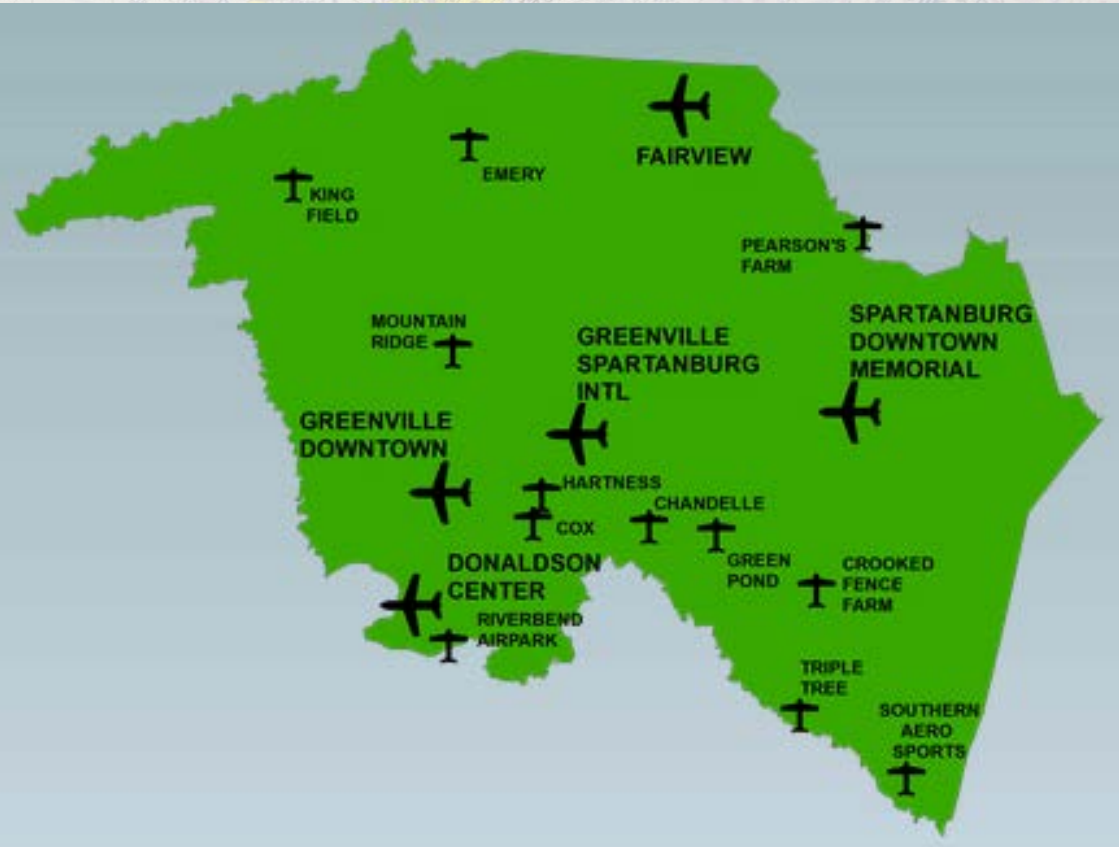 FAIRVIEW
EMERY
KING
FIELD
PEARSON'S
FARM
MOUNTAIN
RIDGE
GREENVILLE
SPARTANBURG
INTL
SPARTANBURG
DOWNTOWN
MEMORIAL
GREENVILLE
DOWNTOWN
HARTNESS
CHANDELLE
COX
GREEN
POND
DONALDSON
CENTER
CROOKED
FENCE
FARM
RIVERBEND
AIRPARK
TRIPLE
TREE
SOUTHERN
AERO
SPORTS